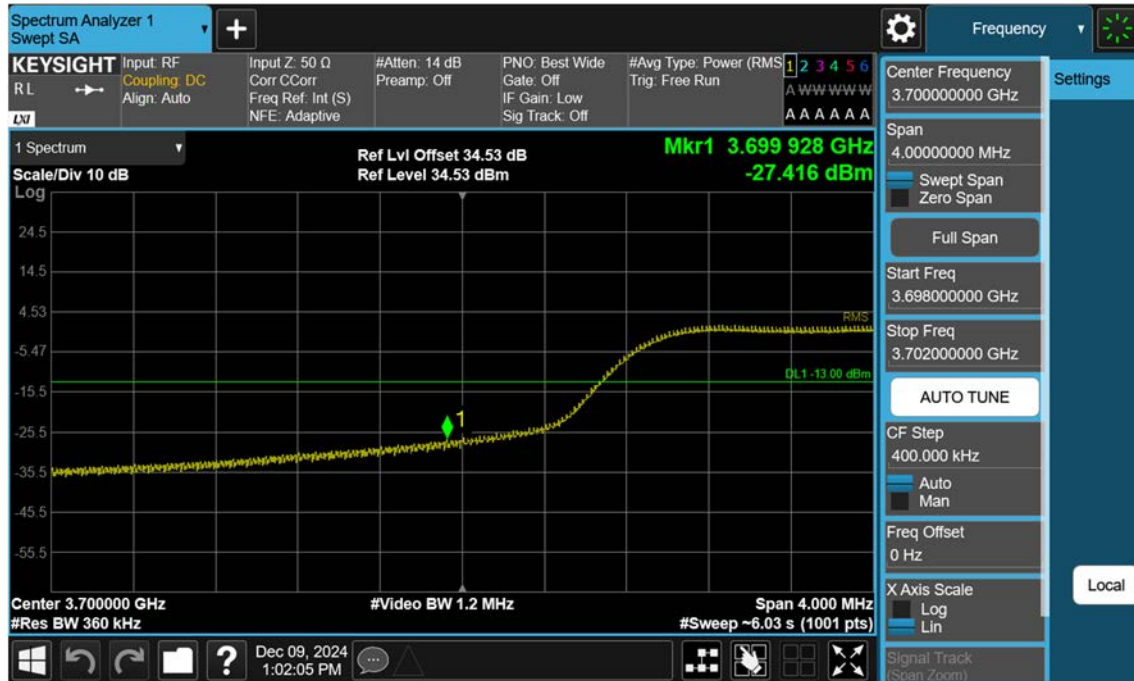 Spectrum Analyzer 1
Swept SA
Frequency
KEYSIGHT
R L
LXI
Input: RF
Coupling: DC
Align: Auto
Input Z: 50 Ω
Corr CCorr
Freq Ref: Int (S)
NFE: Adaptive
#Atten: 14 dB
Preamp: Off
PNO: Best Wide
Gate: Off
IF Gain: Low
Sig Track: Off
#Avg Type: Power (RMS
Trig: Free Run
1 2 3 4 5 6
A W W W W W
A A A A A A
1 Spectrum
Scale/Div 10 dB
Ref Lvl Offset 34.53 dB
Ref Level 34.53 dBm
Mkr1 3.699 928 GHz
-27.416 dBm
Log
24.5
14.5
4.53
-5.47
-15.5
-25.5
-35.5
-45.5
-55.5
RMS
DL1 -13.00 dBm
1
Center 3.700000 GHz
#Res BW 360 kHz
#Video BW 1.2 MHz
Span 4.000 MHz
#Sweep ~6.03 s (1001 pts)
Center Frequency
3.700000000 GHz
Span
4.00000000 MHz
Swept Span
Zero Span
Full Span
Start Freq
3.698000000 GHz
Stop Freq
3.702000000 GHz
AUTO TUNE
CF Step
400.000 kHz
Auto
Man
Freq Offset
0 Hz
X Axis Scale
Log
Lin
Signal Track
(Span Zoom)
Settings
Local
?
Dec 09, 2024
1:02:05 PM